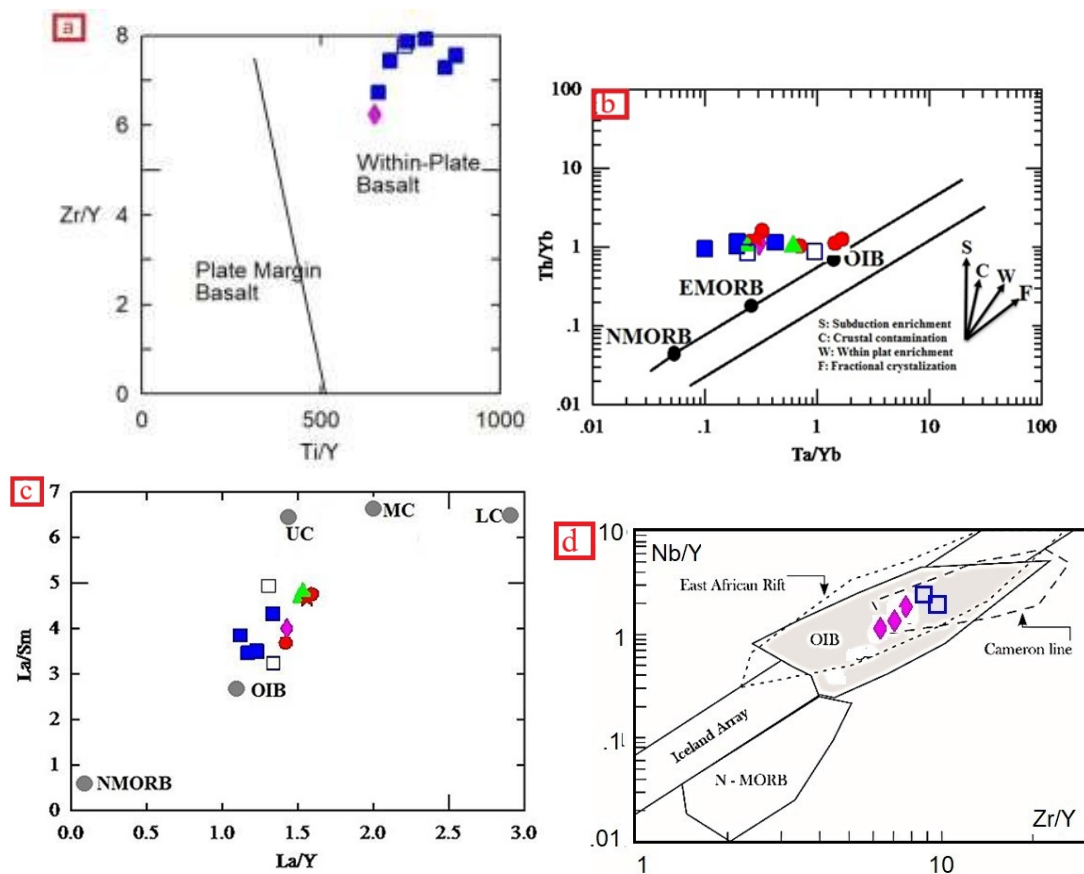 a
8
6
4
2
0
Zr/Y
Within-Plate
Basalt
Plate Margin
Basalt
0
500
1000
Ti/Y
b
100
10
1
.1
.01
Th/Yb
OIB
EMORB
NMORB
S
C
W
F
S: Subduction enrichment
C: Crustal contamination
W: Wthin plat enrichment
F: Fractional crystalization
.01
.1
1
10
100
Ta/Yb
c
7
6
5
4
3
2
1
0
La/Sm
UC
MC
LC
OIB
NMORB
0.0
0.5
1.0
1.5
2.0
2.5
3.0
La/Y
d
10
1
.1
.01
Nb/Y
East African Rift
OIB
Cameron line
Iceland Array
N - MORB
Zr/Y
1
10